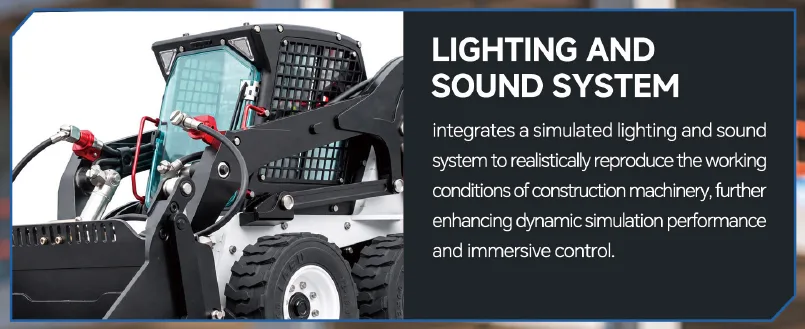 LIGHTING AND
SOUND SYSTEM
integrates a simulated lighting and sound
system to realistically reproduce the working
conditions of construction machinery, further
enhancing dynamic simulation performance
and immersive control.